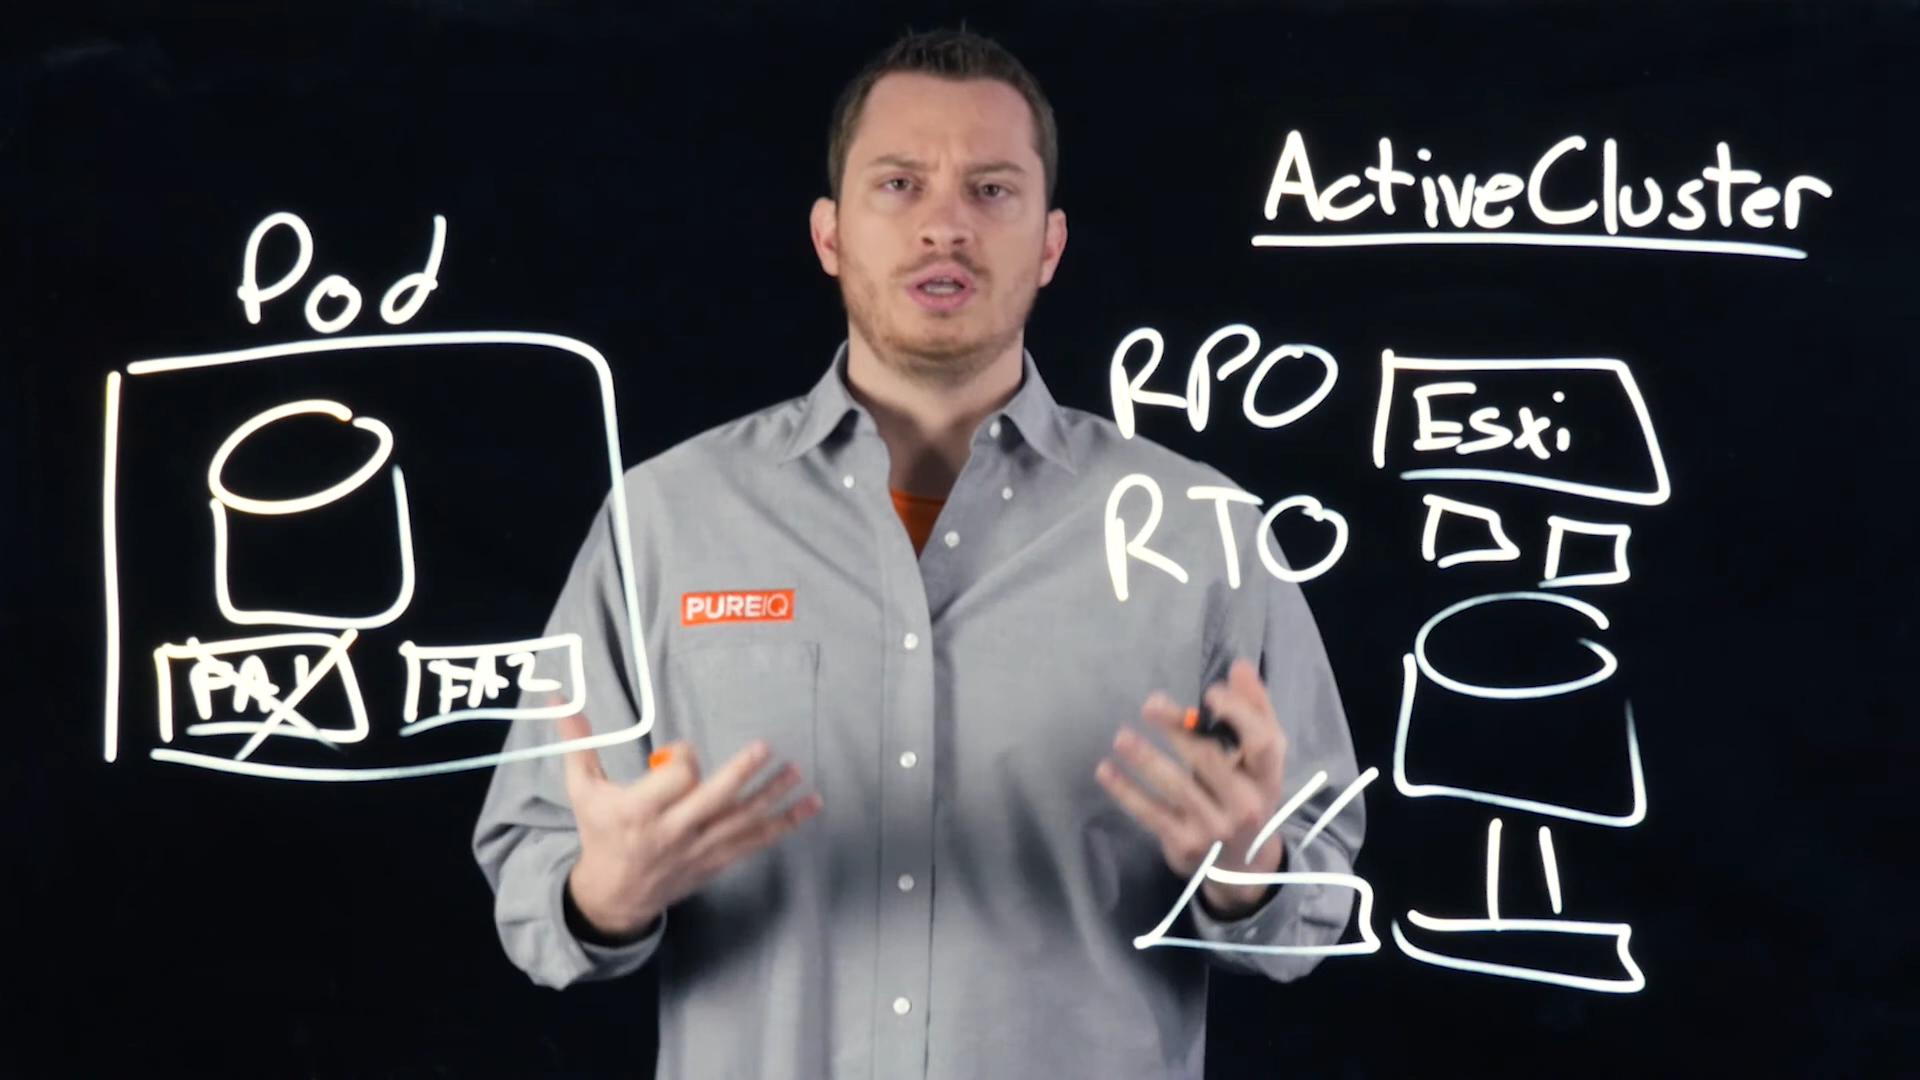 ActiveCluster
Pod
RPO
Esxi
RTO
PUREIQ
FA1
FA2